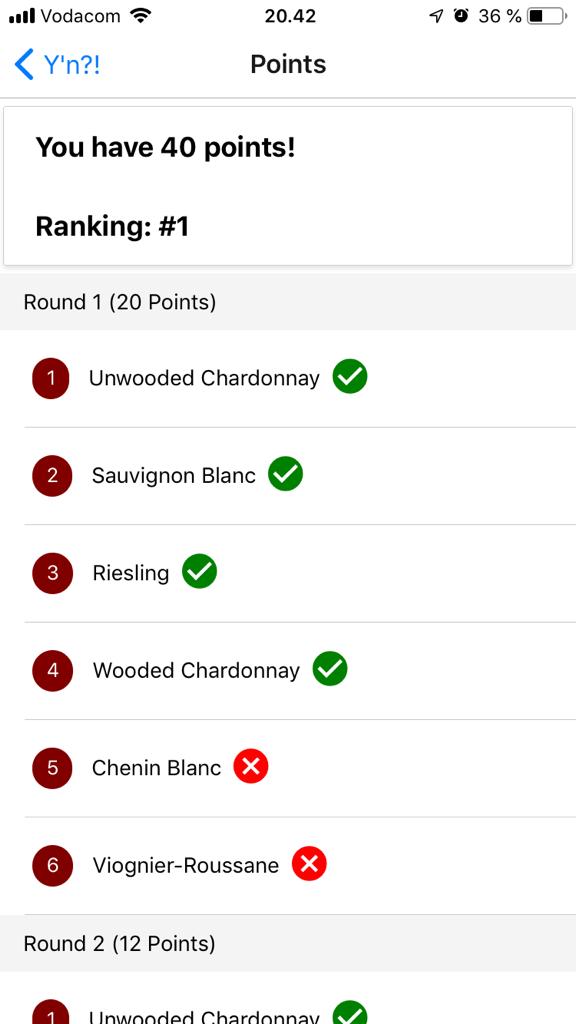 Vodacom 20.42 36 %
Y'n?! Points
You have 40 points!
Ranking: #1
Round 1 (20 Points)
1 Unwooded Chardonnay
2 Sauvignon Blanc
3 Riesling
4 Wooded Chardonnay
5 Chenin Blanc
6 Viognier-Roussane
Round 2 (12 Points)
1 Unwooded Chardonnay